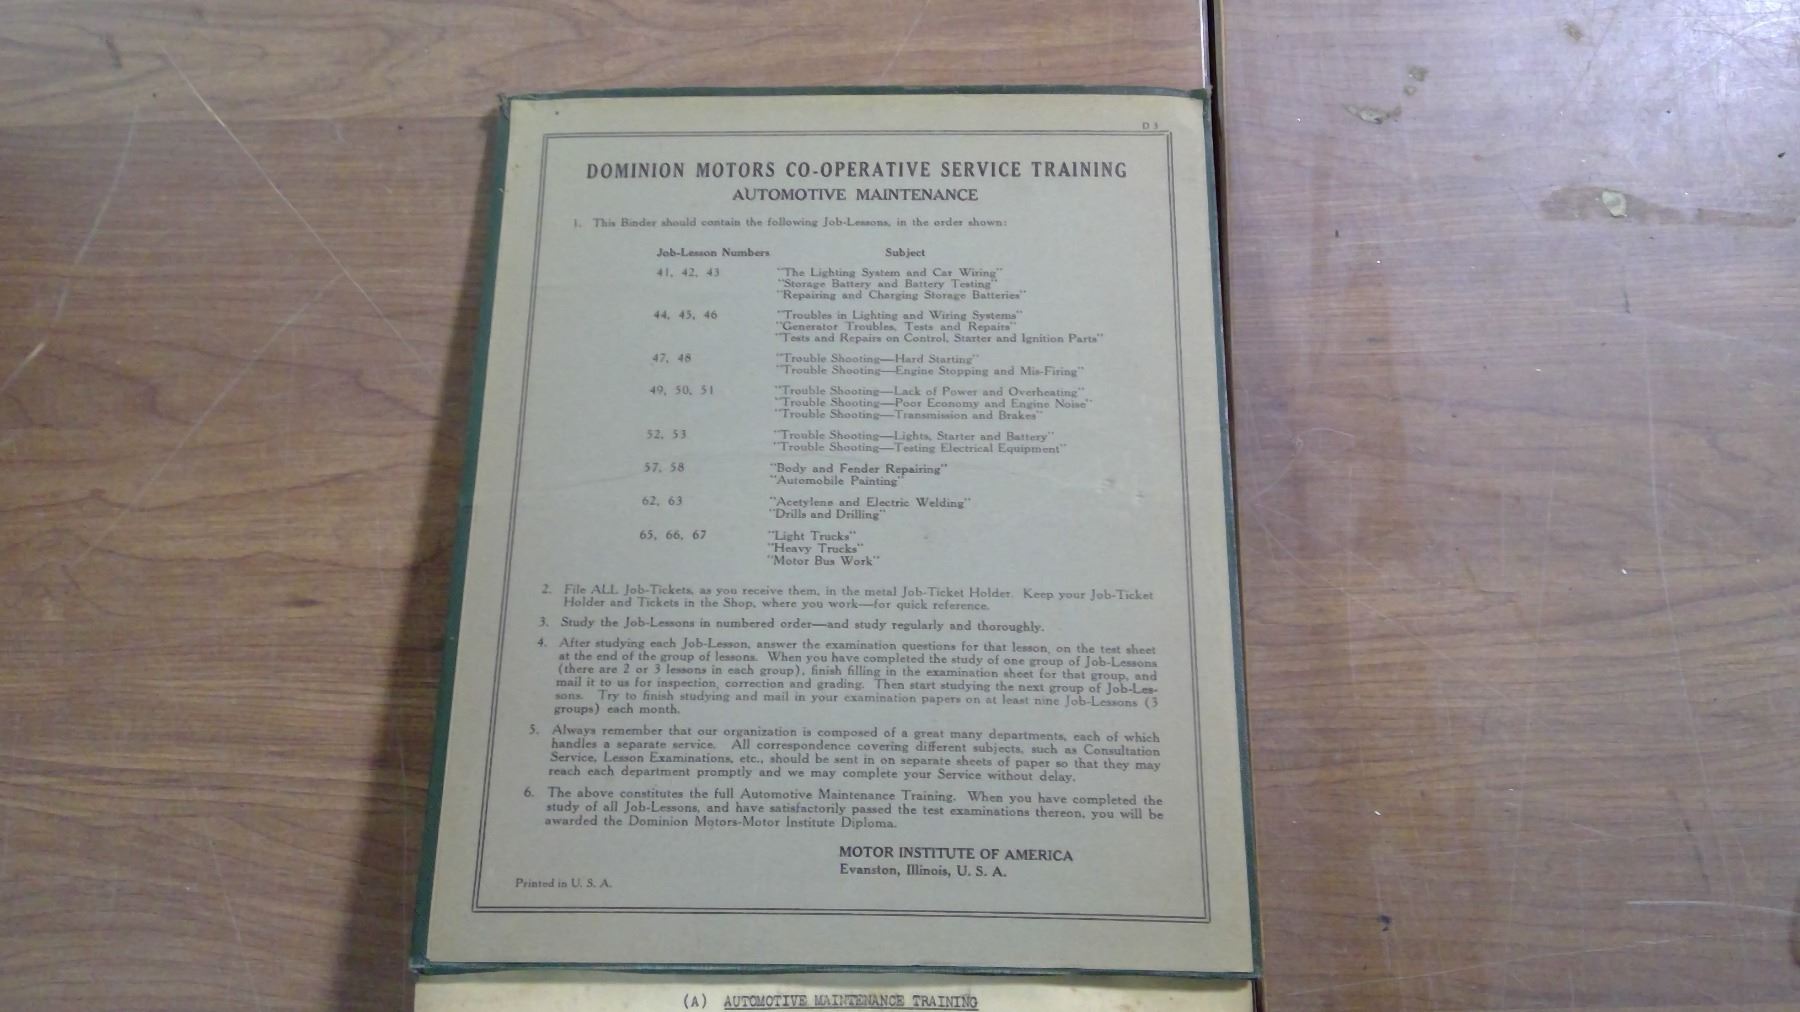 D 3
DOMINION MOTORS CO-OPERATIVE SERVICE TRAINING
AUTOMOTIVE MAINTENANCE
1. This Binder should contain the following Job-Lessons, in the order shown:
Job-Lesson Numbers Subject
41, 42, 43 "The Lighting System and Car Wiring"
"Storage Battery and Battery Testing"
"Repairing and Charging Storage Batteries"
44, 45, 46 "Troubles in Lighting and Wiring Systems"
"Generator Troubles, Tests and Repairs"
"Tests and Repairs on Control, Starter and Ignition Parts"
47, 48 "Trouble Shooting—Hard Starting"
"Trouble Shooting—Engine Stopping and Mis-Firing"
49, 50, 51 "Trouble Shooting—Lack of Power and Overheating"
"Trouble Shooting—Poor Economy and Engine Noise"
"Trouble Shooting—Transmission and Brakes"
52, 53 "Trouble Shooting—Lights, Starter and Battery"
"Trouble Shooting—Testing Electrical Equipment"
57, 58 "Body and Fender Repairing"
"Automobile Painting"
62, 63 "Acetylene and Electric Welding"
"Drills and Drilling"
65, 66, 67 "Light Trucks"
"Heavy Trucks"
"Motor Bus Work"
2. File ALL Job-Tickets, as you receive them, in the metal Job-Ticket Holder. Keep your Job-Ticket
Holder and Tickets in the Shop, where you work—for quick reference.
3. Study the Job-Lessons in numbered order—and study regularly and thoroughly.
4. After studying each Job-Lesson, answer the examination questions for that lesson, on the test sheet
at the end of the group of lessons. When you have completed the study of one group of Job-Lessons
(there are 2 or 3 lessons in each group), finish filling in the examination sheet for that group, and
mail it to us for inspection, correction and grading. Then start studying the next group of Job-Les-
sons. Try to finish studying and mail in your examination papers on at least nine Job-Lessons (3
groups) each month.
5. Always remember that our organization is composed of a great many departments, each of which
handles a separate service. All correspondence covering different subjects, such as Consultation
Service, Lesson Examinations, etc., should be sent in on separate sheets of paper so that they may
reach each department promptly and we may complete your Service without delay.
6. The above constitutes the full Automotive Maintenance Training. When you have completed the
study of all Job-Lessons, and have satisfactorily passed the test examinations thereon, you will be
awarded the Dominion Motors-Motor Institute Diploma.
MOTOR INSTITUTE OF AMERICA
Evanston, Illinois, U. S. A.
Printed in U. S. A.
(A) AUTOMOTIVE MAINTENANCE TRAINING